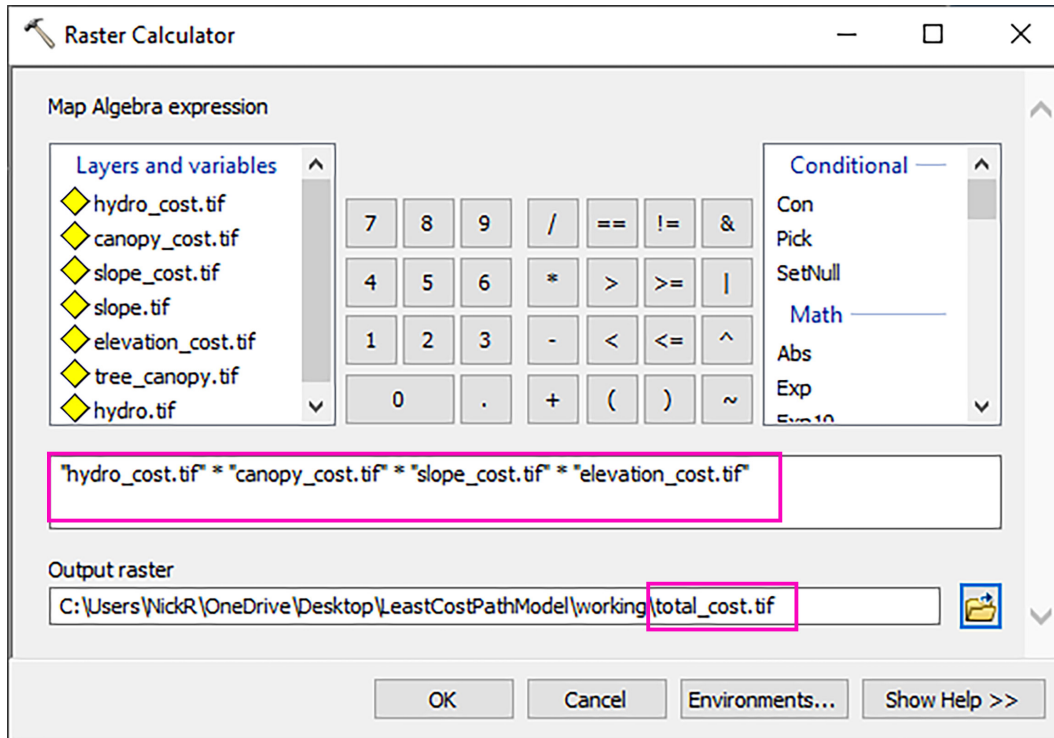 Raster Calculator
Map Algebra expression
Layers and variables
hydro_cost.tif
canopy_cost.tif
slope_cost.tif
slope.tif
elevation_cost.tif
tree_canopy.tif
hydro.tif
7 8 9 / == != &
4 5 6 * > >= |
1 2 3 - < <= ^
0 . + ( ) ~
Conditional
Con
Pick
SetNull
Math
Abs
Exp
Exp10
"hydro_cost.tif" * "canopy_cost.tif" * "slope_cost.tif" * "elevation_cost.tif"
Output raster
C:\Users\NickR\OneDrive\Desktop\LeastCostPathModel\working\total_cost.tif
OK Cancel Environments... Show Help >>